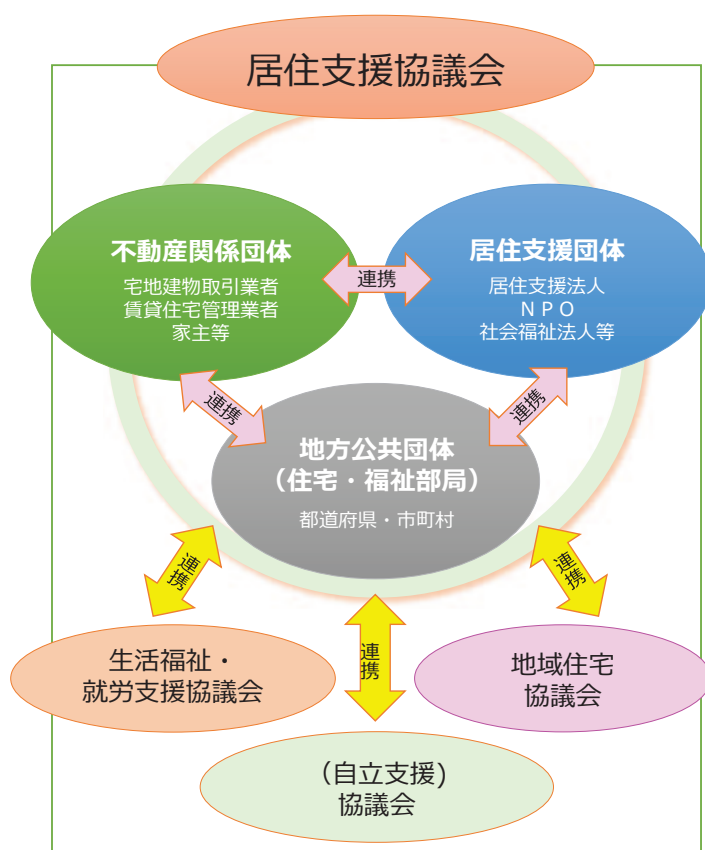 居住支援協議会
不動産関係団体
宅地建物取引業者
賃貸住宅管理業者
家主等
連携
居住支援団体
居住支援法人
ＮＰＯ
社会福祉法人等
連携
連携
地方公共団体
（住宅・福祉部局）
都道府県・市町村
連携
連携
連携
生活福祉・
就労支援協議会
地域住宅
協議会
（自立支援)
協議会